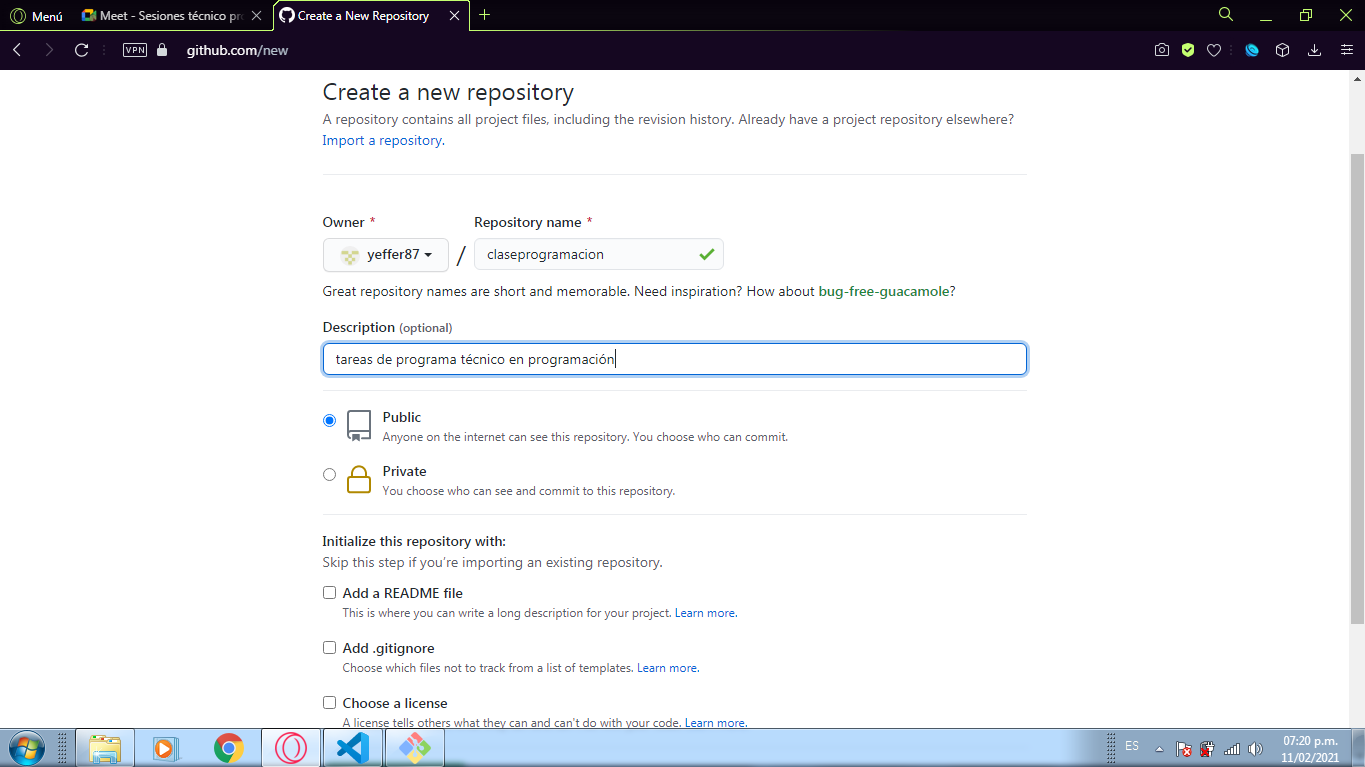 Menú
Meet - Sesiones técnico pr
Create a New Repository
VPN
github.com/new
Create a new repository
A repository contains all project files, including the revision history. Already have a project repository elsewhere?
Import a repository.
Owner * Repository name *
yeffer87 / claseprogramacion
Great repository names are short and memorable. Need inspiration? How about bug-free-guacamole?
Description (optional)
tareas de programa técnico en programación
Public
Anyone on the internet can see this repository. You choose who can commit.
Private
You choose who can see and commit to this repository.
Initialize this repository with:
Skip this step if you're importing an existing repository.
Add a README file
This is where you can write a long description for your project. Learn more.
Add .gitignore
Choose which files not to track from a list of templates. Learn more.
Choose a license
A license tells others what they can and can't do with your code. Learn more.
ES
07:20 p.m.
11/02/2021